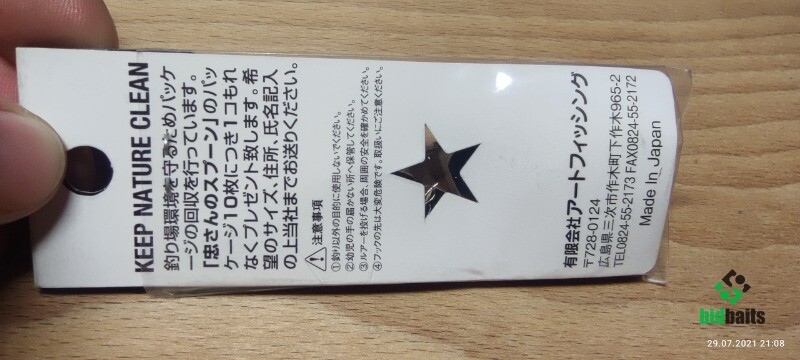 KEEP NATURE CLEAN
釣り場環境を守るためパッケ
ージの回収を行っています。
「忠さんのスプーン」のパッ
ケージ10枚につき1コもれ
なくプレゼント致します。希
望のサイズ、住所、氏名記入
の上当社までお送りください。
⚠注意事項
①釣り以外の目的に使用しないでください。
②幼児の手の届かない所へ保管してください。
③ルアーを投げる場合、周囲の安全を確かめてください。
④フックの先は大変危険です。取扱いにご注意ください。
有限会社アートフィッシング
〒728-0124
広島県三次市作木町下作木965-2
TEL0824-55-2173 FAX0824-55-2172
Made In Japan
bidbaits
29.07.2021 21:08